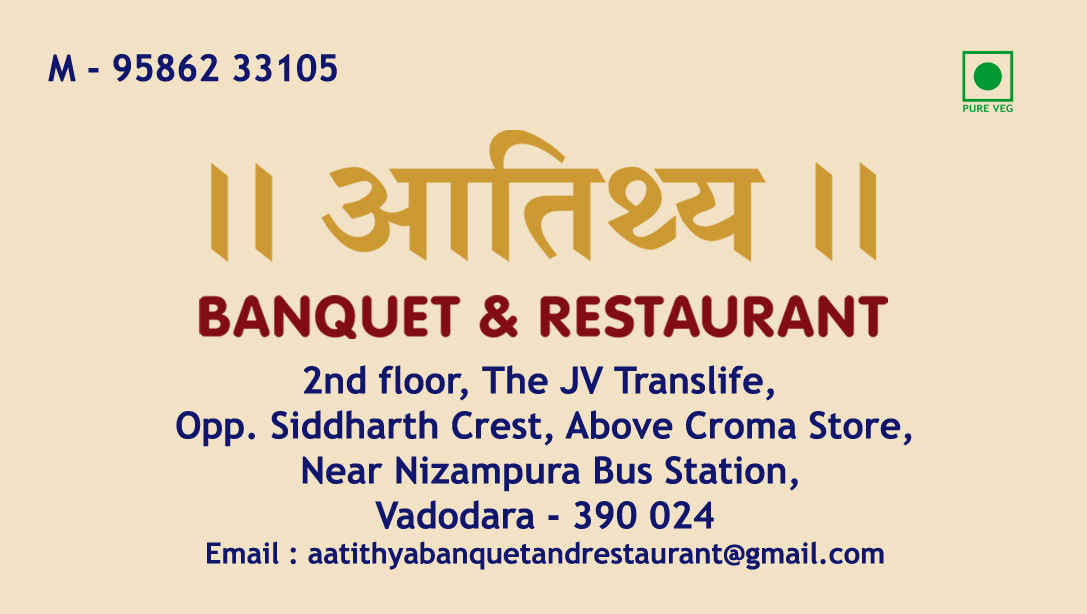 M - 95862 33105
PURE VEG
॥ आतिथ्य ॥
BANQUET & RESTAURANT
2nd floor, The JV Translife,
Opp. Siddharth Crest, Above Croma Store,
Near Nizampura Bus Station,
Vadodara - 390 024
Email : aatithyabanquetandrestaurant@gmail.com